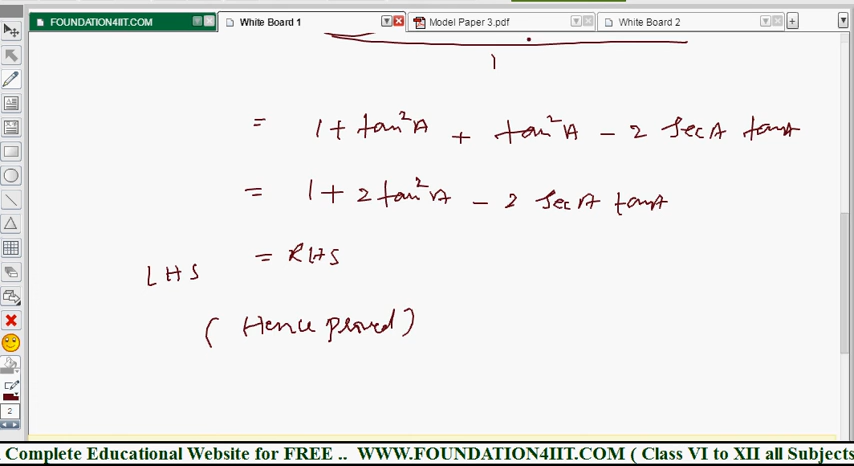 FOUNDATION4IIT.COM White Board 1 Model Paper 3.pdf White Board 2
1
= 1 + tan²A + tan²A - 2 SecA tanA
= 1 + 2tan²A - 2 SecA tanA
LHS = RHS
( Hence proved )
2
Complete Educational Website for FREE .. WWW.FOUNDATION4IIT.COM ( Class VI to XII all Subjects